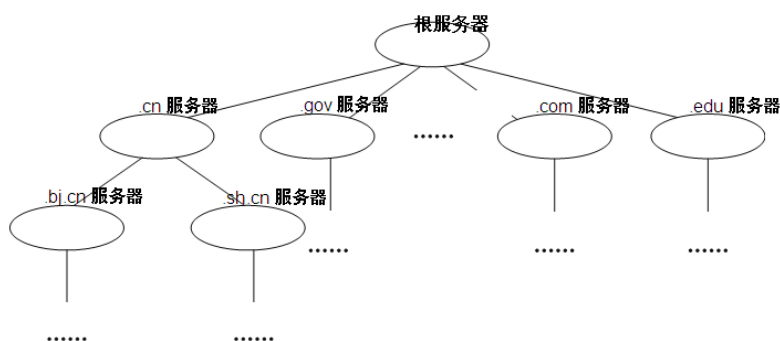 根服务器
.cn 服务器
.gov 服务器
.com 服务器
.edu 服务器
......
.bj.cn 服务器
.sh.cn 服务器
......
......
......
......
......